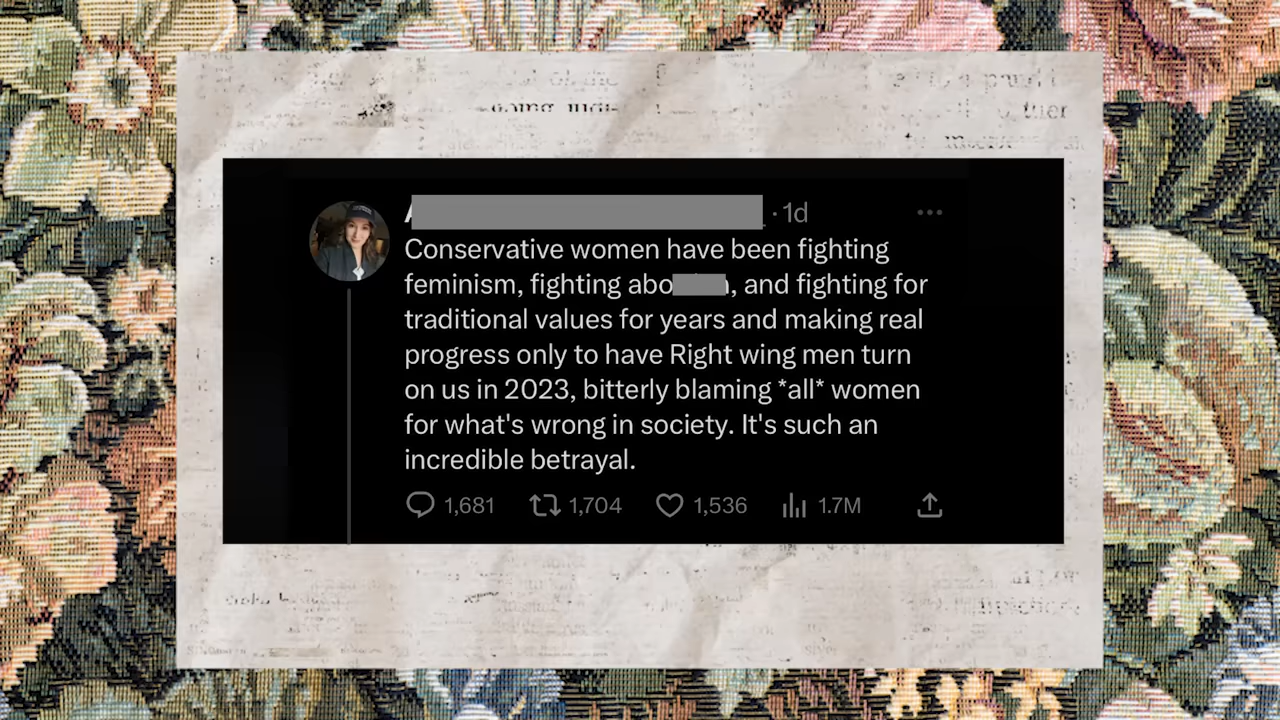 · 1d
Conservative women have been fighting
feminism, fighting abo n, and fighting for
traditional values for years and making real
progress only to have Right wing men turn
on us in 2023, bitterly blaming *all* women
for what's wrong in society. It's such an
incredible betrayal.
1,681 1,704 1,536 1.7M